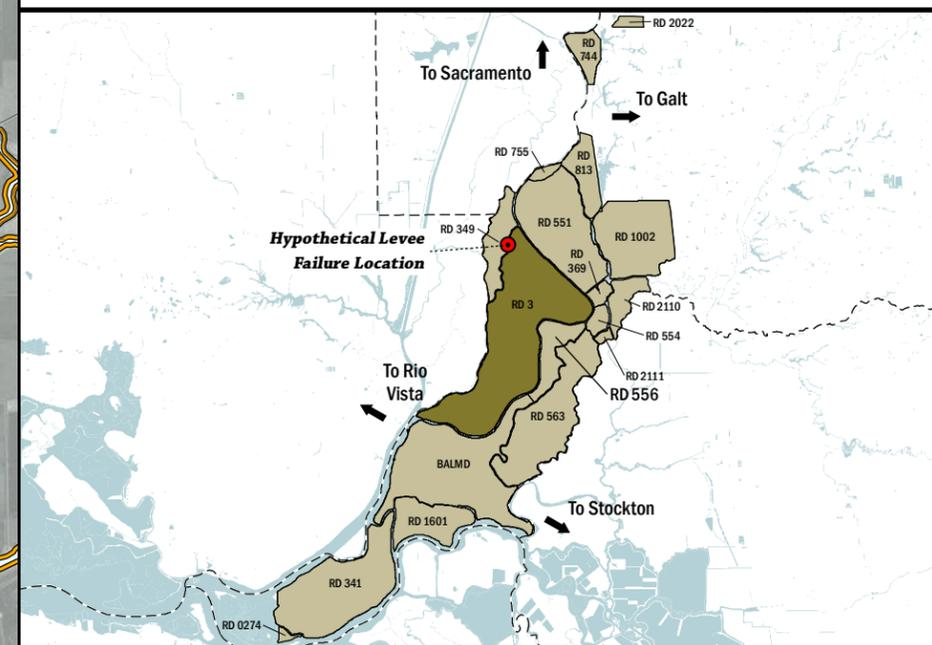 RD 2022
RD
744
To Sacramento
To Galt
RD 755
RD
813
RD 551
RD 349
RD 1002
Hypothetical Levee
Failure Location
RD
369
RD 3
RD 2110
RD 554
To Rio
Vista
RD 2111
RD 556
RD 563
BALMD
To Stockton
RD 1601
RD 341
RD 0274